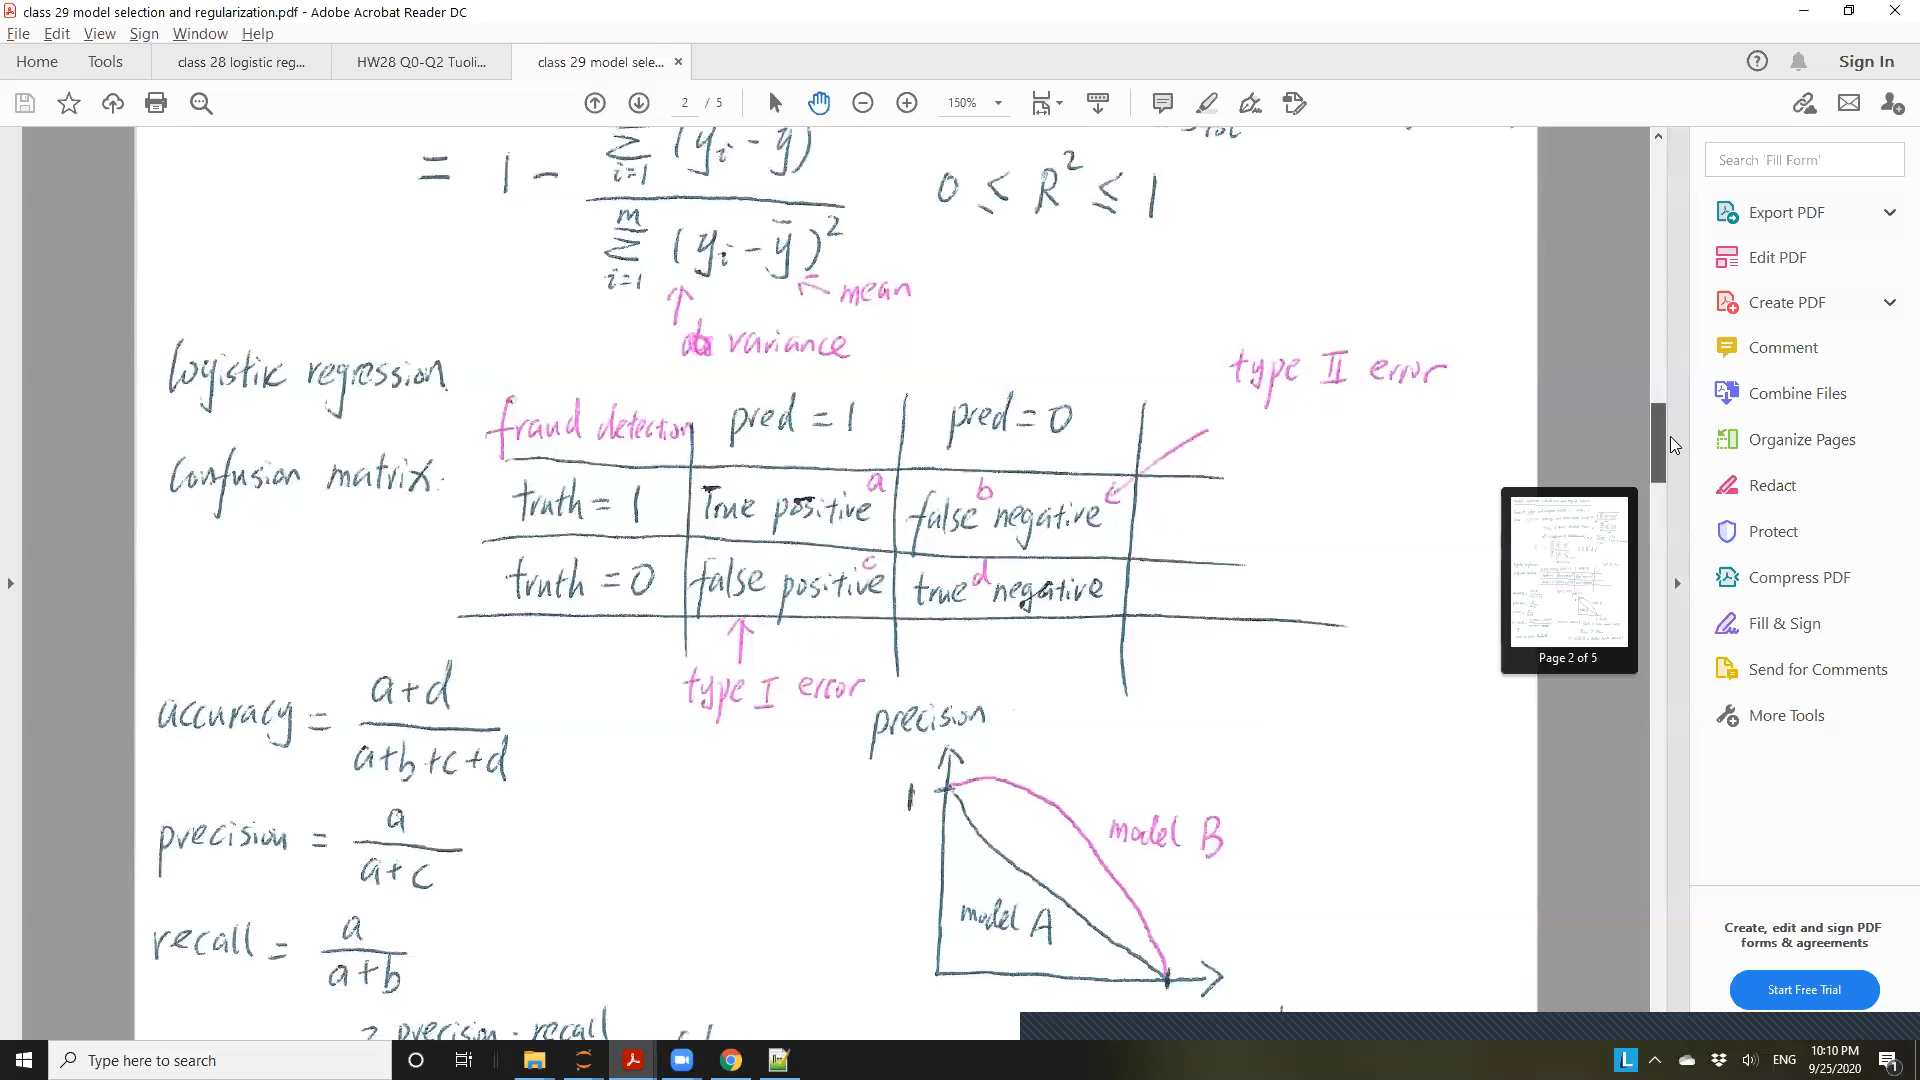 class 29 model selection and regularization.pdf - Adobe Acrobat Reader DC
File Edit View Sign Window Help
Home Tools class 28 logistic reg... HW28 Q0-Q2 Tuoli... class 29 model sele... ×
Sign In
2 / 5 150%
= 1 - Σ i=1 (yi - ŷ)
0 ≤ R² ≤ 1
m Σ i=1 (yi - ȳ)²
mean
variance
logistic regression
type II error
fraud detection pred = 1 pred = 0
confusion matrix:
truth = 1 True positive a false negative b
truth = 0 false positive c true negative d
type I error
accuracy = a+d / a+b+c+d
precision
1
model B
precision = a / a+c
model A
recall = a / a+b
2 precision · recall
Search 'Fill Form'
Export PDF
Edit PDF
Create PDF
Comment
Combine Files
Organize Pages
Redact
Protect
Compress PDF
Fill & Sign
Send for Comments
More Tools
Page 2 of 5
Create, edit and sign PDF
forms & agreements
Start Free Trial
Type here to search
L
ENG
10:10 PM
9/25/2020
1